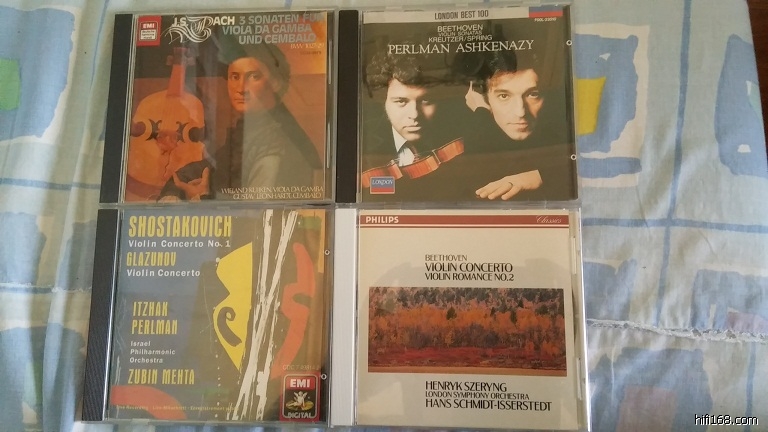 EMI
J.S. BACH
3 SONATEN FÜR
VIOLA DA GAMBA
UND CEMBALO
WIELAND KUIJKEN, VIOLA DA GAMBA
GUSTAV LEONHARDT, CEMBALO
LONDON BEST 100
BEETHOVEN
VIOLIN SONATAS
KREUTZER/SPRING
PERLMAN ASHKENAZY
LONDON
SHOSTAKOVICH
Violin Concerto No. 1
GLAZUNOV
Violin Concerto
ITZHAK
PERLMAN
Israel
Philharmonic
Orchestra
ZUBIN MEHTA
EMI
DIGITAL
PHILIPS
Classics
BEETHOVEN
VIOLIN CONCERTO
VIOLIN ROMANCE NO.2
HENRYK SZERYNG
LONDON SYMPHONY ORCHESTRA
HANS SCHMIDT-ISSERSTEDT
hifi168.com